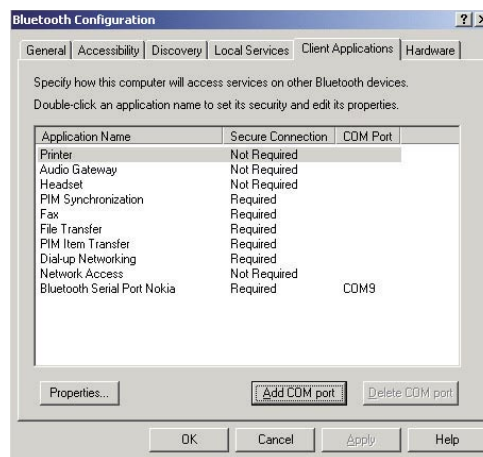 Bluetooth Configuration
General Accessibility Discovery Local Services Client Applications Hardware
Specify how this computer will access services on other Bluetooth devices.
Double-click an application name to set its security and edit its properties.
Application Name Secure Connection COM Port
Printer Not Required
Audio Gateway Not Required
Headset Not Required
PIM Synchronization Required
Fax Required
File Transfer Required
PIM Item Transfer Required
Dial-up Networking Required
Network Access Not Required
Bluetooth Serial Port Nokia Required COM9
Properties... Add COM port Delete COM port
OK Cancel Apply Help